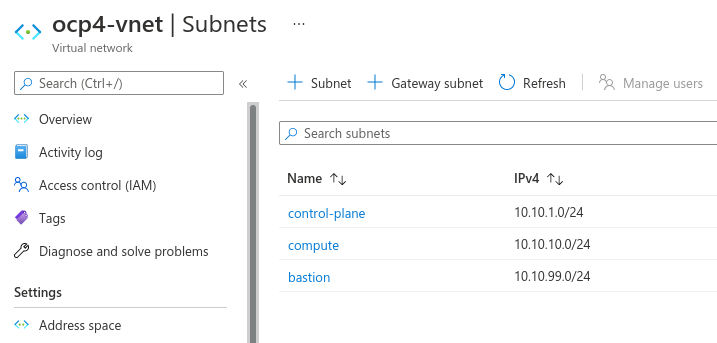 ocp4-vnet | Subnets ...
Virtual network
Search (Ctrl+/)
«
Overview
Activity log
Access control (IAM)
Tags
Diagnose and solve problems
Settings
Address space
+ Subnet + Gateway subnet Refresh Manage users
Search subnets
Name ↑↓ IPv4 ↑↓
control-plane 10.10.1.0/24
compute 10.10.10.0/24
bastion 10.10.99.0/24